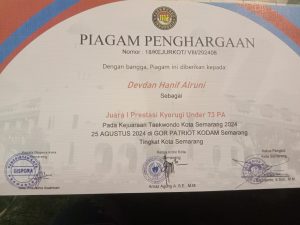 PIAGAM PENGHARGAAN
Nomor : 18/KEJURKOT/ VIII/292408
Dengan bangga, Piagam ini diberikan kepada:
Devdan Hanif Alruni
Sebagai
Juara I Prestasi Kyorugi Under 73 PA
Pada Kejuaraan Taekwondo Kota Semarang 2024
25 AGUSTUS 2024 di GOR PATRIOT KODAM Semarang
Tingkat Kota Semarang
DISPORA